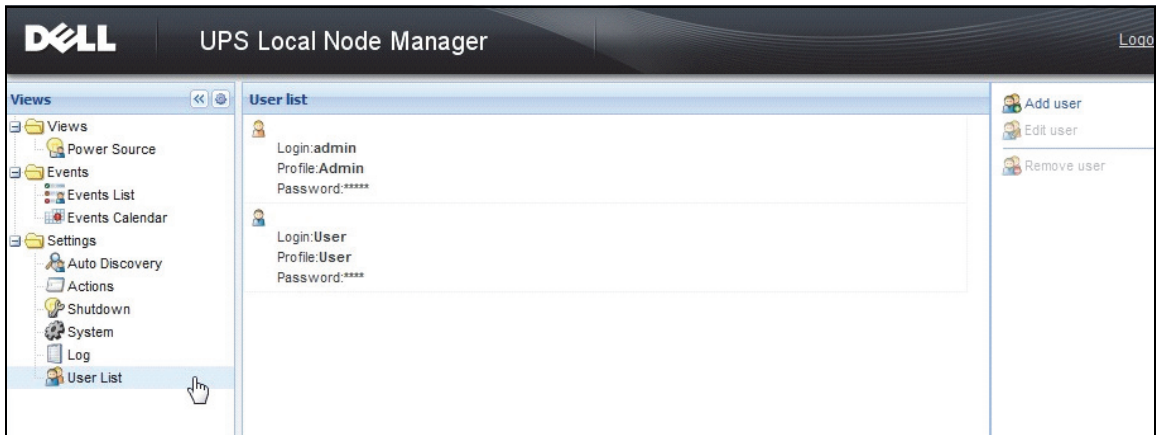 DELL
UPS Local Node Manager
Logo
Views
Views
Power Source
Events
Events List
Events Calendar
Settings
Auto Discovery
Actions
Shutdown
System
Log
User List
User list
Login:admin
Profile:Admin
Password:*****
Login:User
Profile:User
Password:****
Add user
Edit user
Remove user